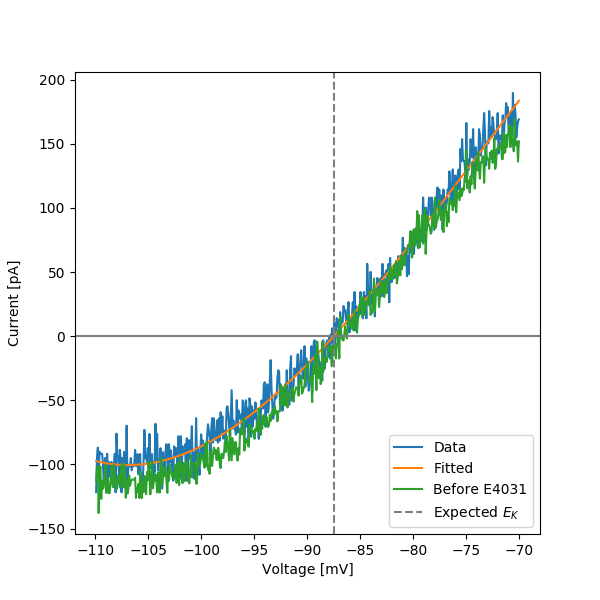 200
150
100
50
0
−50
−100
−150
Current [pA]
Data
Fitted
Before E4031
Expected E_K
−110 −105 −100 −95 −90 −85 −80 −75 −70
Voltage [mV]